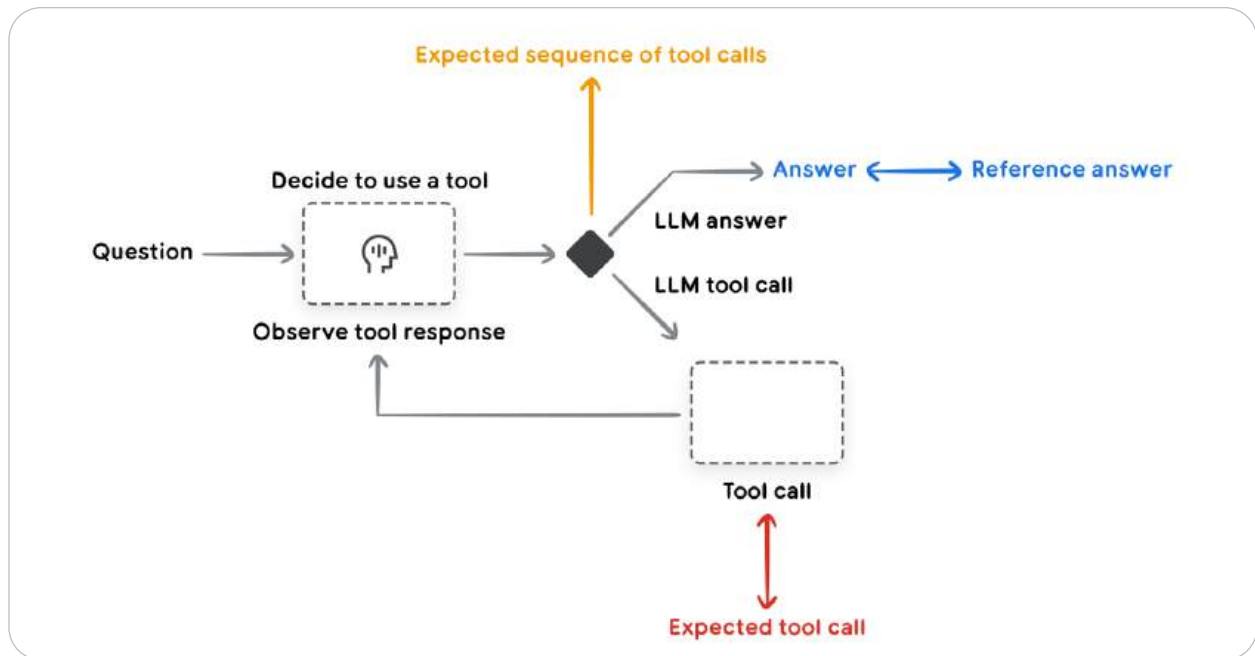 Expected sequence of tool calls
Decide to use a tool
Answer
Reference answer
LLM answer
Question
LLM tool call
Observe tool response
Tool call
Expected tool call